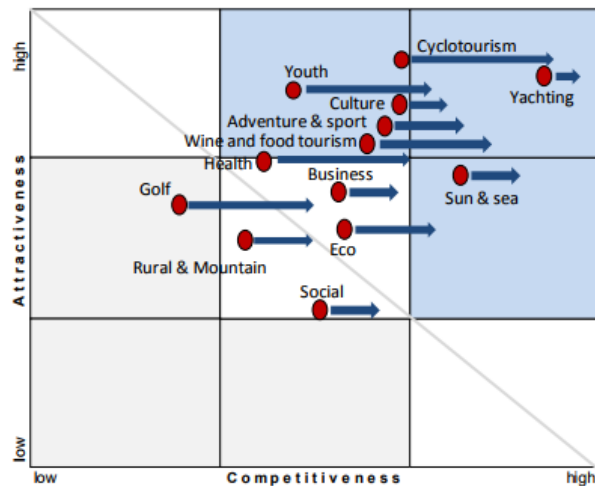 high
Cyclotourism
Youth
Yachting
Culture
Adventure & sport
Wine and food tourism
Health
Business
Sun & sea
Golf
Eco
Rural & Mountain
Social
Attractiveness
low
low
Competitiveness
high